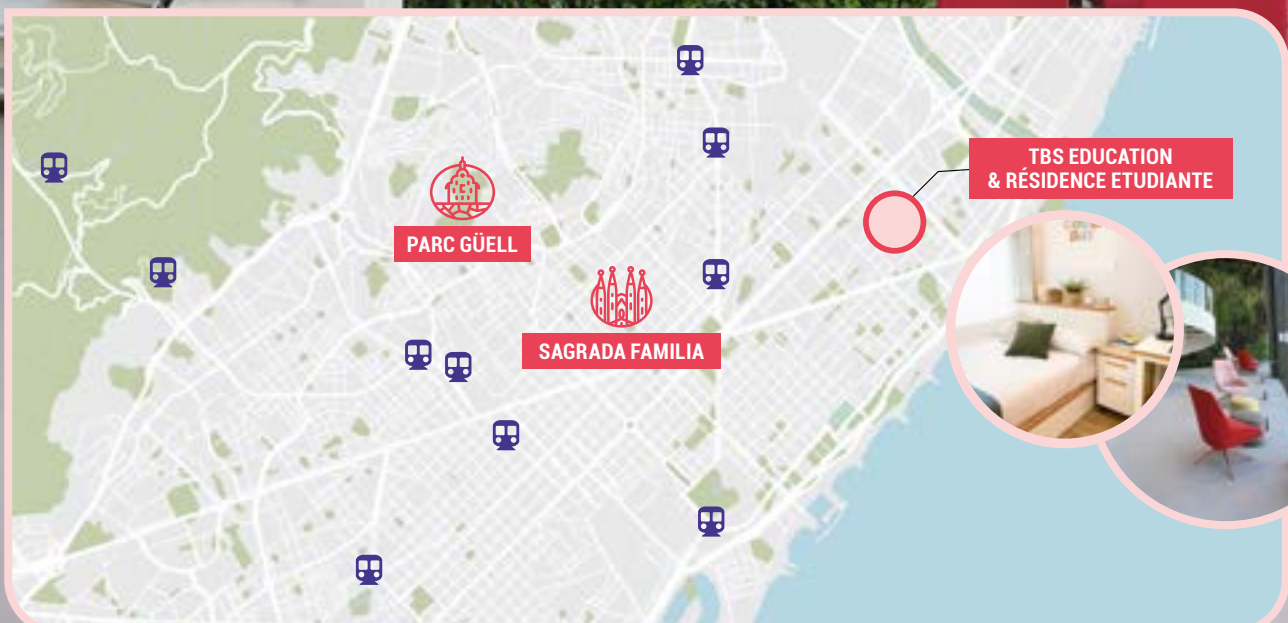 TBS EDUCATION
& RÉSIDENCE ETUDIANTE
PARC GÜELL
SAGRADA FAMILIA